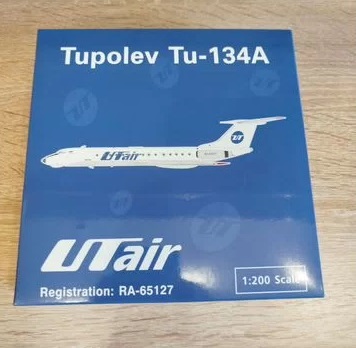 Tupolev Tu-134A
UTair
UTair
Registration: RA-65127
1:200 Scale